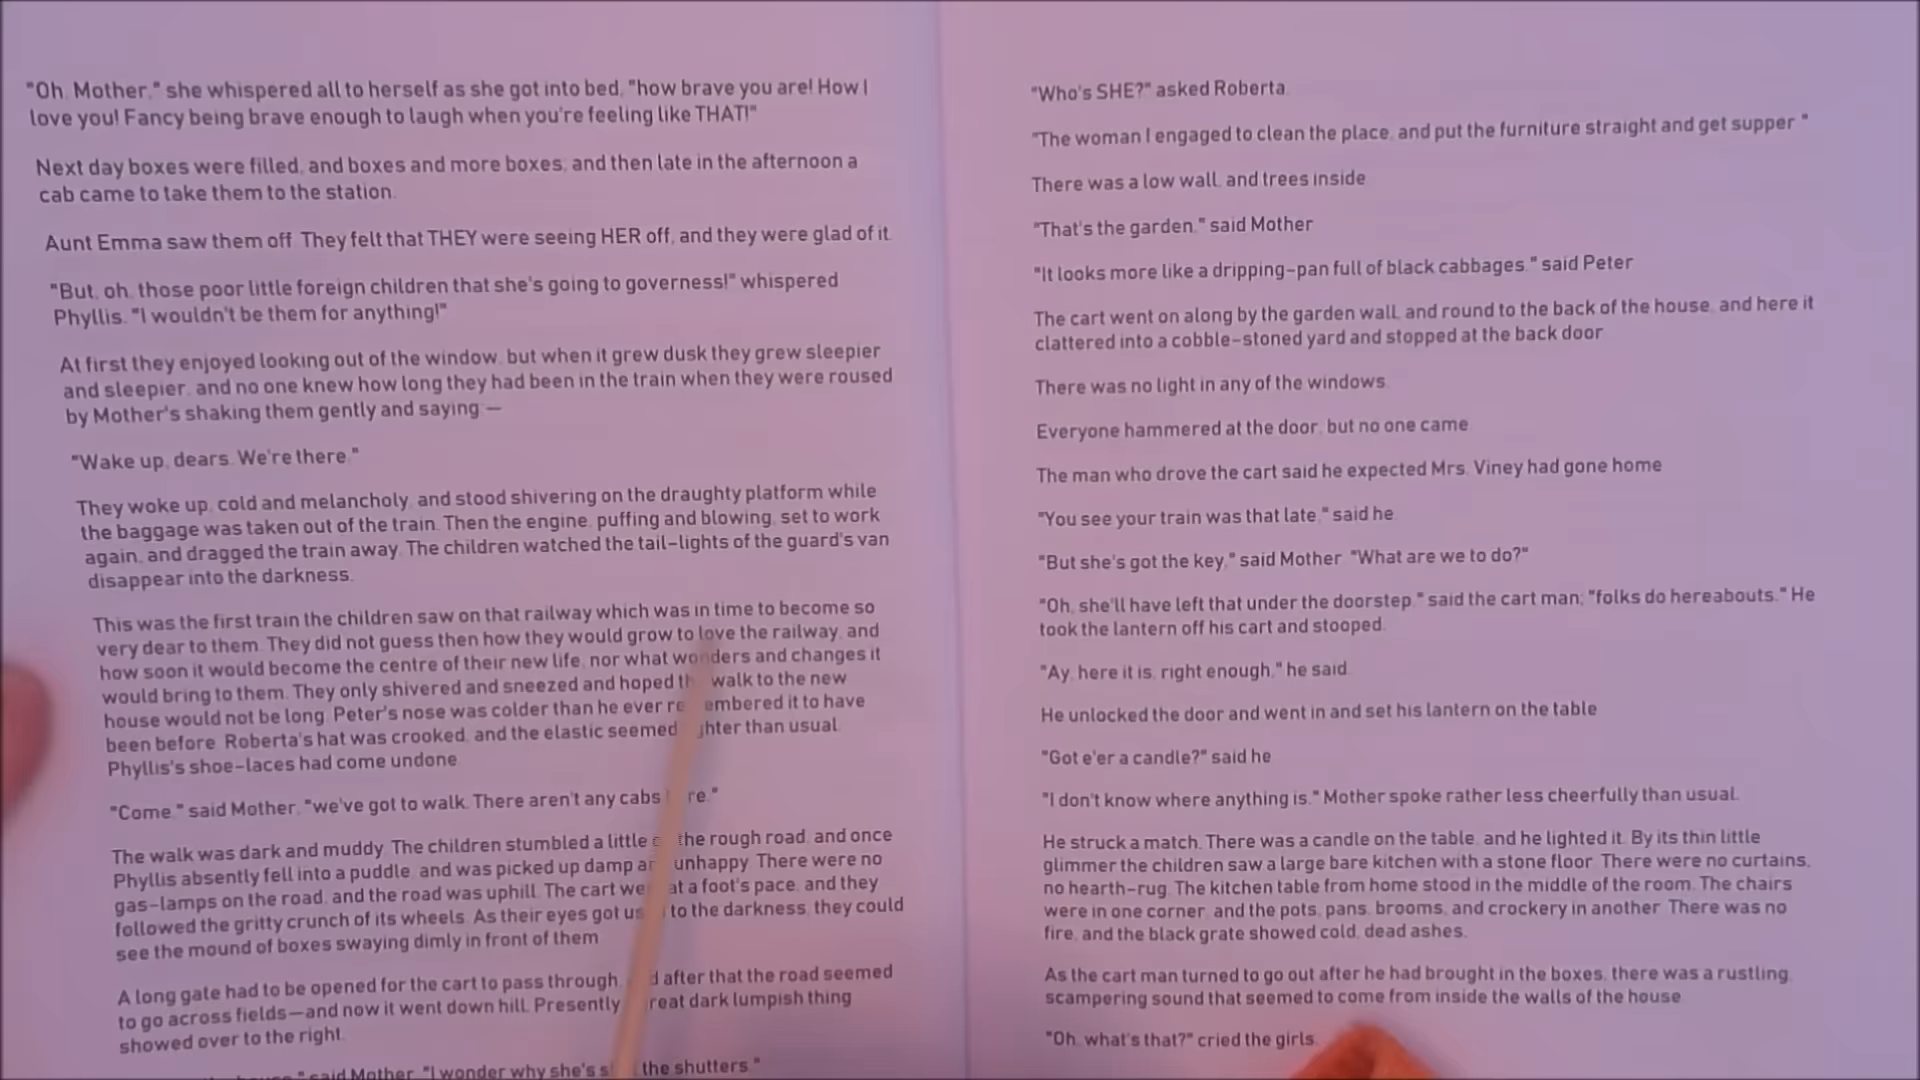 "Oh, Mother," she whispered all to herself as she got into bed, "how brave you are! How I
love you! Fancy being brave enough to laugh when you're feeling like THAT!"
Next day boxes were filled, and boxes and more boxes; and then late in the afternoon a
cab came to take them to the station.
Aunt Emma saw them off. They felt that THEY were seeing HER off, and they were glad of it.
"But, oh, those poor little foreign children that she's going to governess!" whispered
Phyllis. "I wouldn't be them for anything!"
At first they enjoyed looking out of the window, but when it grew dusk they grew sleepier
and sleepier, and no one knew how long they had been in the train when they were roused
by Mother's shaking them gently and saying:—
"Wake up, dears. We're there."
They woke up, cold and melancholy, and stood shivering on the draughty platform while
the baggage was taken out of the train. Then the engine, puffing and blowing, set to work
again, and dragged the train away. The children watched the tail-lights of the guard's van
disappear into the darkness.
This was the first train the children saw on that railway which was in time to become so
very dear to them. They did not guess then how they would grow to love the railway, and
how soon it would become the centre of their new life, nor what wonders and changes it
would bring to them. They only shivered and sneezed and hoped walk to the new
house would not be long. Peter's nose was colder than he ever it to have
been before. Roberta's hat was crooked, and the elastic seemed than usual.
Phyllis's shoe-laces had come undone.
"Come," said Mother, "we've got to walk. There aren't any cabs
The walk was dark and muddy. The children stumbled a little the rough road, and once
Phyllis absently fell into a puddle, and was picked up damp unhappy. There were no
gas-lamps on the road, and the road was uphill. The cart at a foot's pace, and they
followed the gritty crunch of its wheels. As their eyes got to the darkness, they could
see the mound of boxes swaying dimly in front of them.
A long gate had to be opened for the cart to pass through, after that the road seemed
to go across fields—and now it went down hill. Presently dark lumpish thing
showed over to the right.
said Mother. "I wonder why she's the shutters."
"Who's SHE?" asked Roberta.
"The woman I engaged to clean the place, and put the furniture straight and get supper."
There was a low wall, and trees inside.
"That's the garden," said Mother.
"It looks more like a dripping-pan full of black cabbages," said Peter.
The cart went on along by the garden wall, and round to the back of the house, and here it
clattered into a cobble-stoned yard and stopped at the back door.
There was no light in any of the windows.
Everyone hammered at the door, but no one came.
The man who drove the cart said he expected Mrs. Viney had gone home.
"You see your train was that late," said he.
"But she's got the key," said Mother. "What are we to do?"
"Oh, she'll have left that under the doorstep," said the cart man; "folks do hereabouts." He
took the lantern off his cart and stooped.
"Ay, here it is, right enough," he said.
He unlocked the door and went in and set his lantern on the table.
"Got e'er a candle?" said he.
"I don't know where anything is." Mother spoke rather less cheerfully than usual.
He struck a match. There was a candle on the table, and he lighted it. By its thin little
glimmer the children saw a large bare kitchen with a stone floor. There were no curtains,
no hearth-rug. The kitchen table from home stood in the middle of the room. The chairs
were in one corner, and the pots, pans, brooms, and crockery in another. There was no
fire, and the black grate showed cold, dead ashes.
As the cart man turned to go out after he had brought in the boxes, there was a rustling,
scampering sound that seemed to come from inside the walls of the house.
"Oh, what's that?" cried the girls.